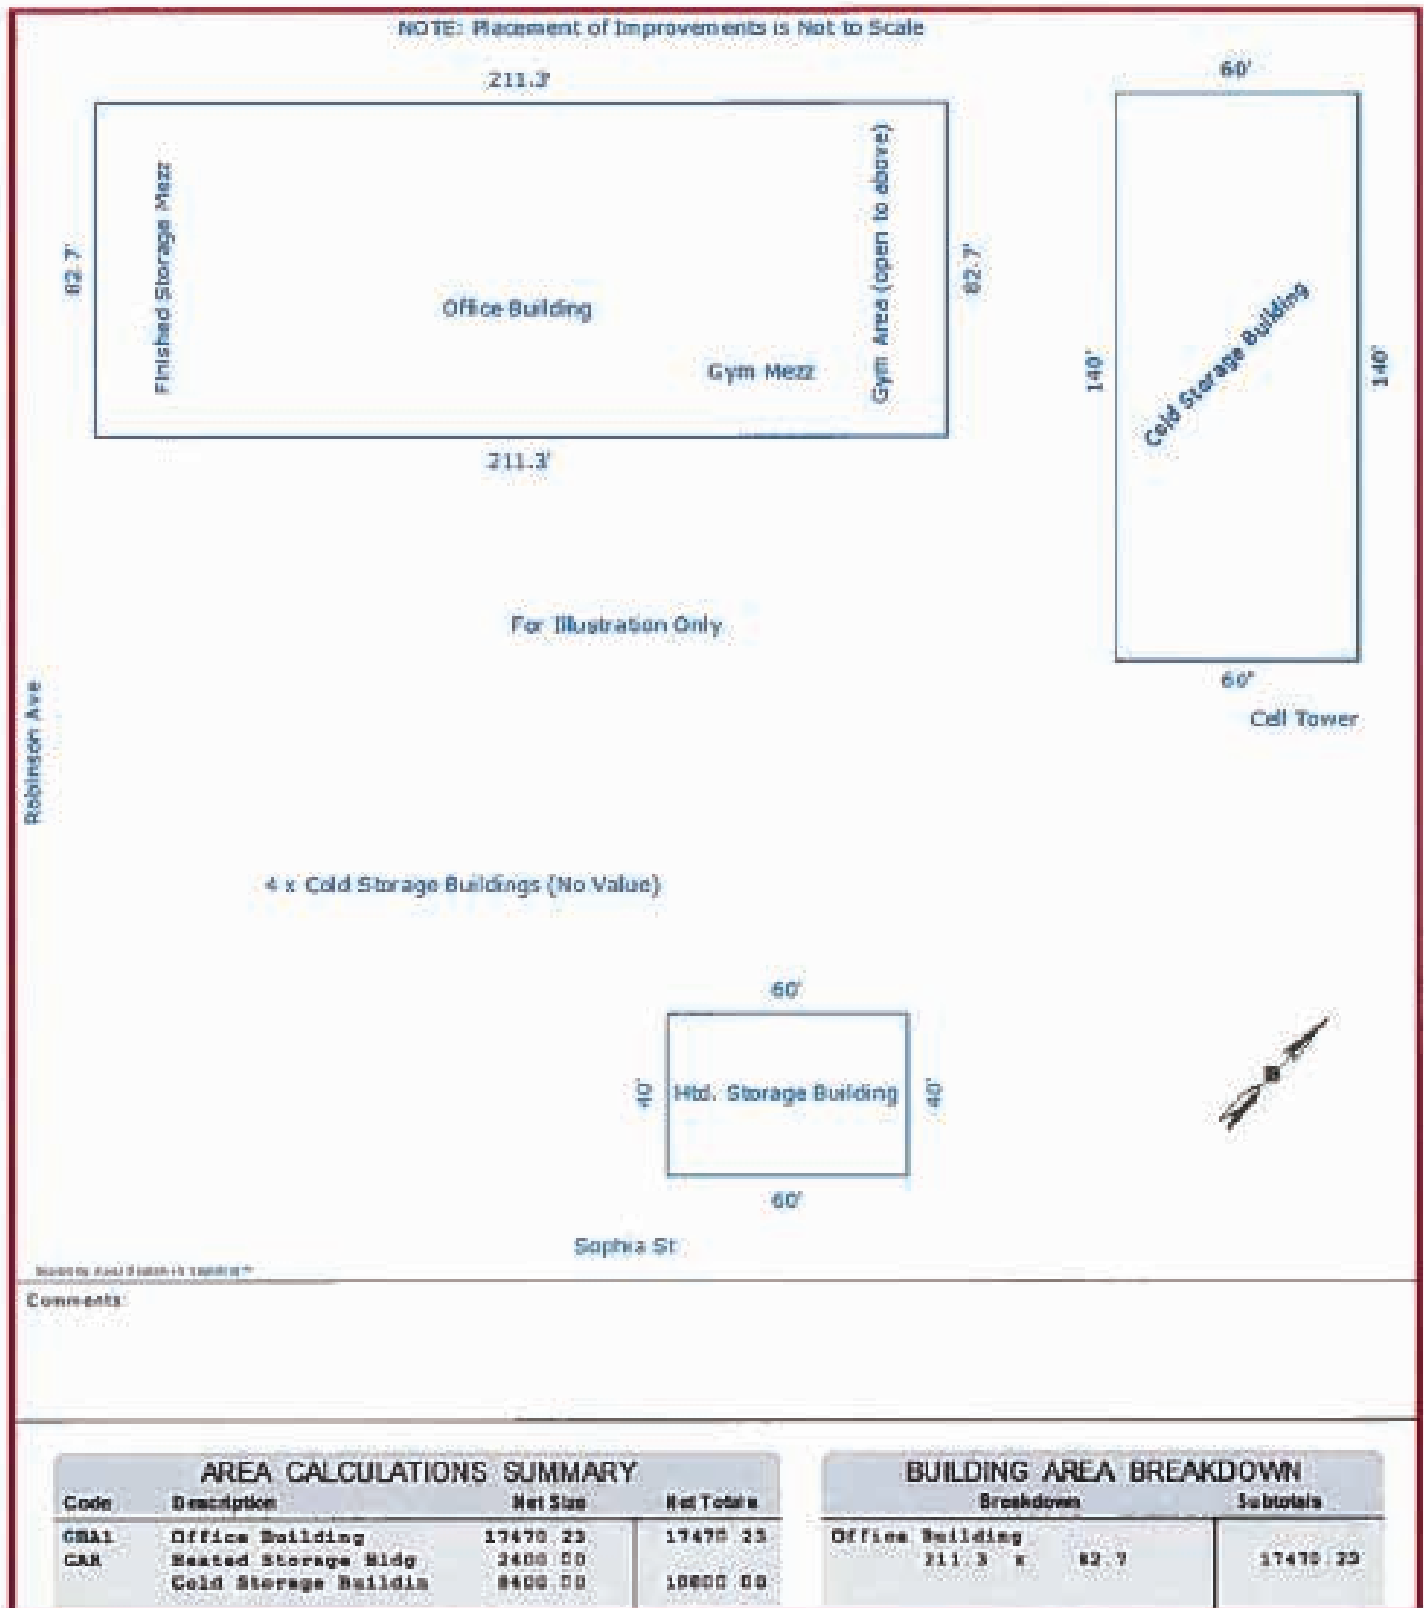 NOTE: Placement of Improvements is Not to Scale
211.3'
60'
Finished Storage Mezz
Gym Area (open to above)
82.7'
82.7'
Office Building
Gym Mezz
Cold Storage Building
140'
140'
211.3'
For Illustration Only
60'
Cell Tower
Robinson Ave
4 x Cold Storage Buildings (No Value)
60'
40'
Htd. Storage Building
40'
60'
Sophia St
Comments:
AREA CALCULATIONS SUMMARY
Code Description Net Size Net Totals
GBA1 Office Building 17470.23 17470.23
GAR Heated Storage Bldg 2400.00
Cold Storage Buildin 8400.00 10800.00
BUILDING AREA BREAKDOWN
Breakdown Subtotals
Office Building
211.3 x 82.7 17470.23